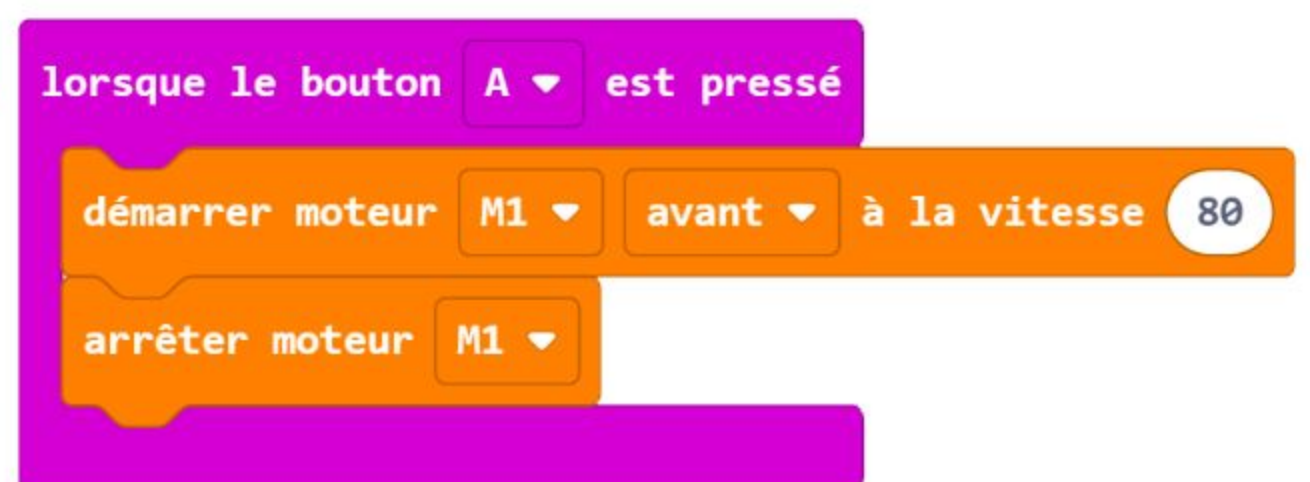 lorsque le bouton A est pressé
démarrer moteur M1 avant à la vitesse 80
arrêter moteur M1